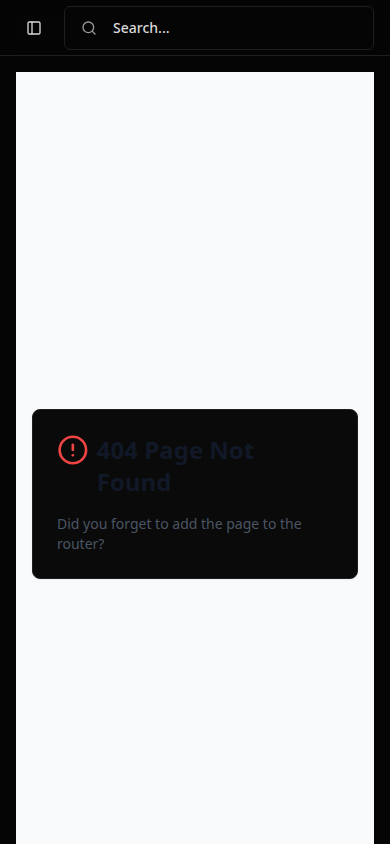 Search...
404 Page Not
Found
Did you forget to add the page to the
router?